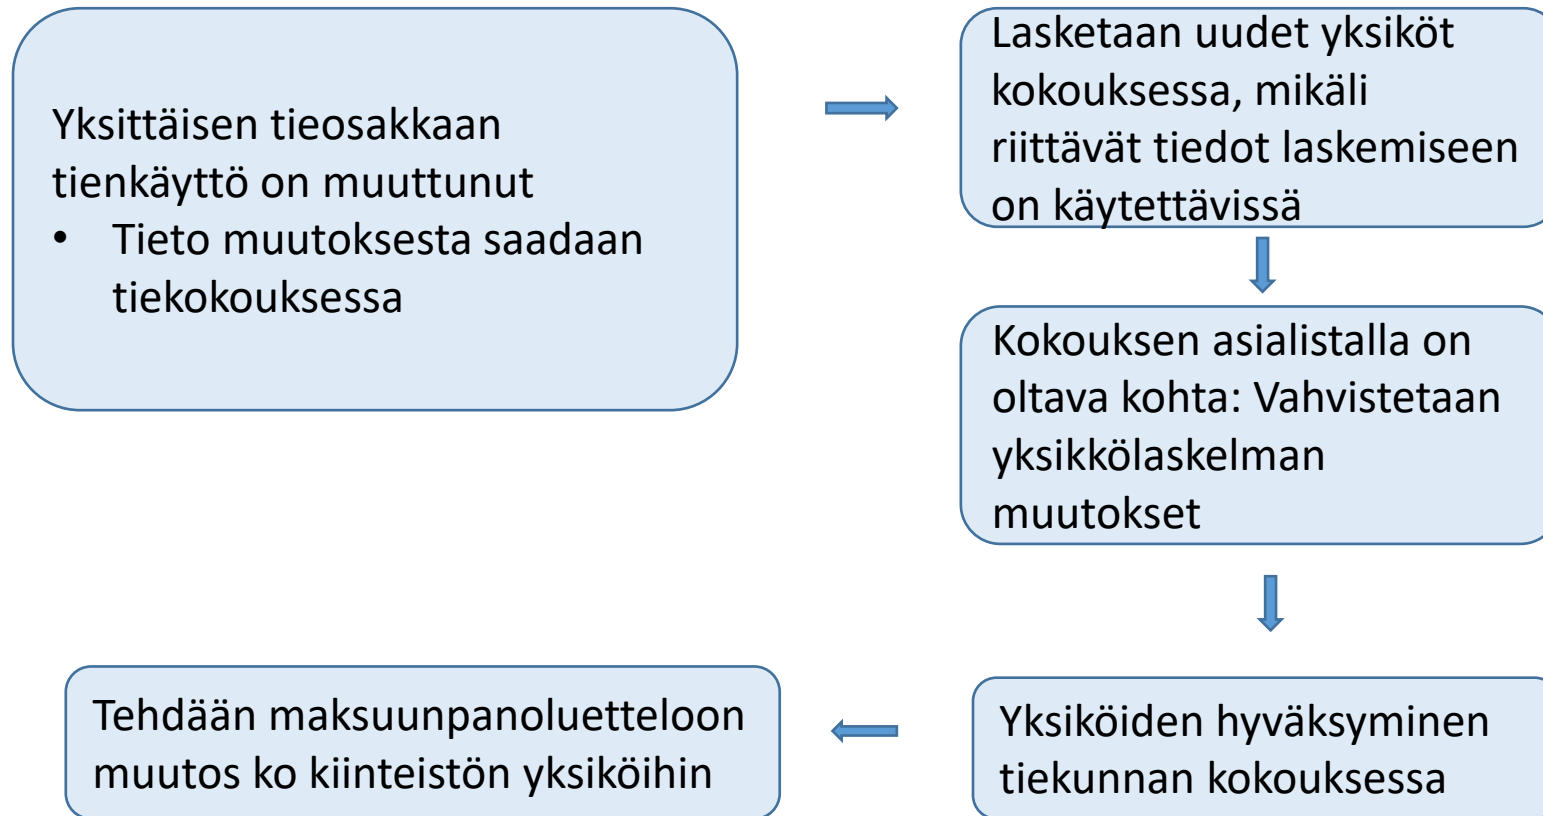 Yksittäisen tieosakkaan
tienkäyttö on muuttunut
• Tieto muutoksesta saadaan
tiekokouksessa
Lasketaan uudet yksiköt
kokouksessa, mikäli
riittävät tiedot laskemiseen
on käytettävissä
Kokouksen asialistalla on
oltava kohta: Vahvistetaan
yksikkölaskelman
muutokset
Yksiköiden hyväksyminen
tiekunnan kokouksessa
Tehdään maksuunpanoluetteloon
muutos ko kiinteistön yksiköihin